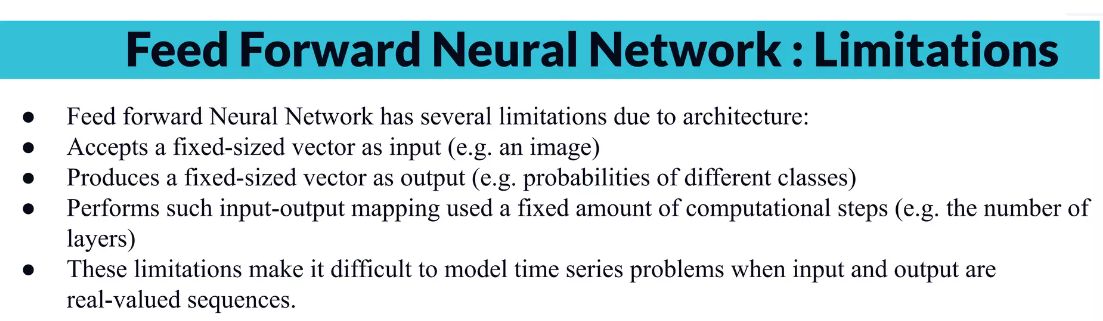 Feed Forward Neural Network : Limitations
● Feed forward Neural Network has several limitations due to architecture:
● Accepts a fixed-sized vector as input (e.g. an image)
● Produces a fixed-sized vector as output (e.g. probabilities of different classes)
● Performs such input-output mapping used a fixed amount of computational steps (e.g. the number of
layers)
● These limitations make it difficult to model time series problems when input and output are
real-valued sequences.